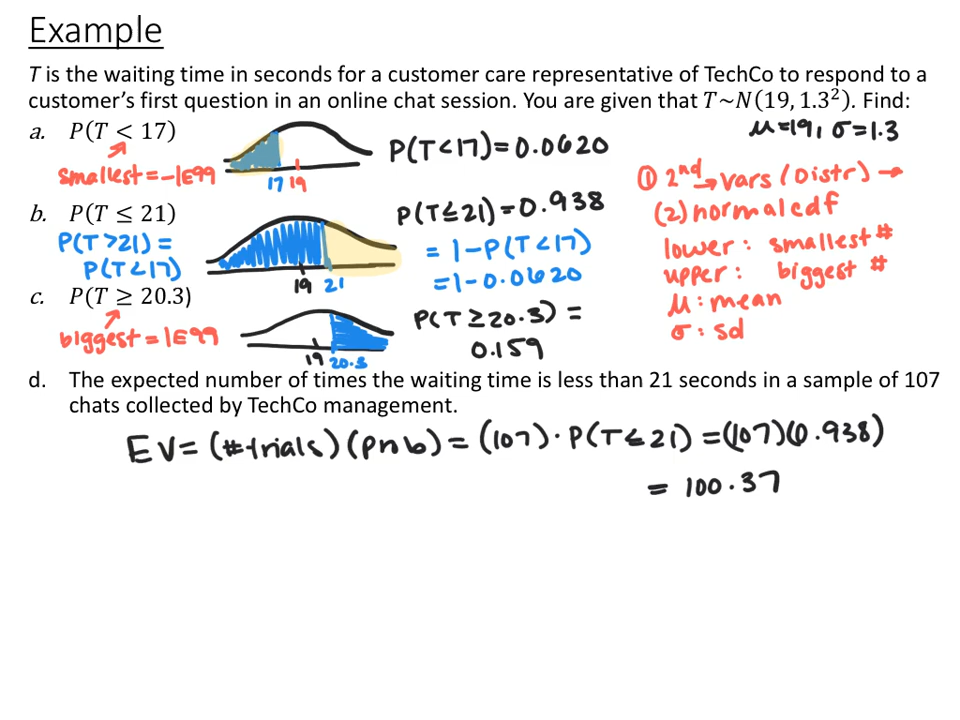 Example
T is the waiting time in seconds for a customer care representative of TechCo to respond to a
customer's first question in an online chat session. You are given that T~N(19, 1.3²). Find:
μ=19, σ=1.3
a. P(T < 17)
smallest = -1E99
17 19
P(T<17)=0.0620
① 2nd → vars (Distr) →
(2) normalcdf
lower: smallest #
upper: biggest #
μ: mean
σ: sd
b. P(T ≤ 21)
P(T>21) =
P(T<17)
19 21
P(T≤21)=0.938
= 1-P(T<17)
=1-0.0620
c. P(T ≥ 20.3)
biggest = 1E99
19 20.3
P(T≥20.3) =
0.159
d. The expected number of times the waiting time is less than 21 seconds in a sample of 107
chats collected by TechCo management.
EV= (#trials)(prob) = (107)·P(T≤21) =(107)(0.938)
= 100.37